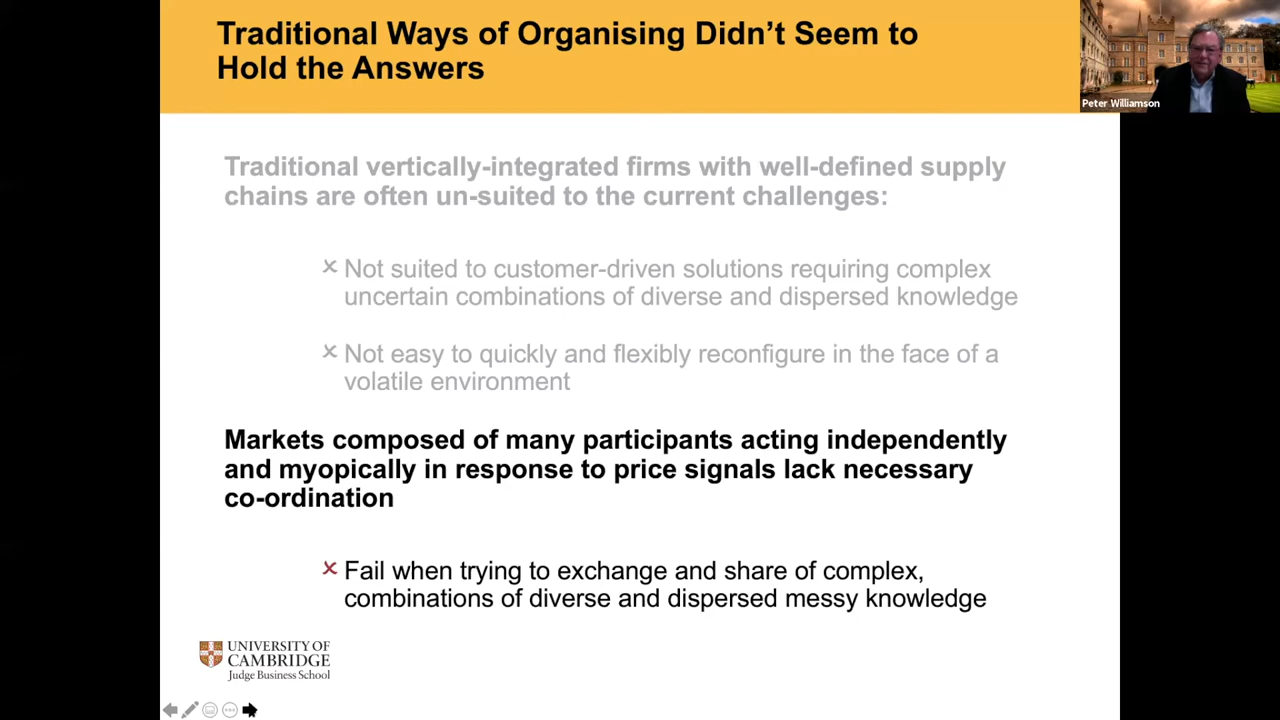 Traditional Ways of Organising Didn’t Seem to
Hold the Answers
Peter Williamson
Traditional vertically-integrated firms with well-defined supply
chains are often un-suited to the current challenges:
Not suited to customer-driven solutions requiring complex
uncertain combinations of diverse and dispersed knowledge
Not easy to quickly and flexibly reconfigure in the face of a
volatile environment
Markets composed of many participants acting independently
and myopically in response to price signals lack necessary
co-ordination
Fail when trying to exchange and share of complex,
combinations of diverse and dispersed messy knowledge
UNIVERSITY OF
CAMBRIDGE
Judge Business School